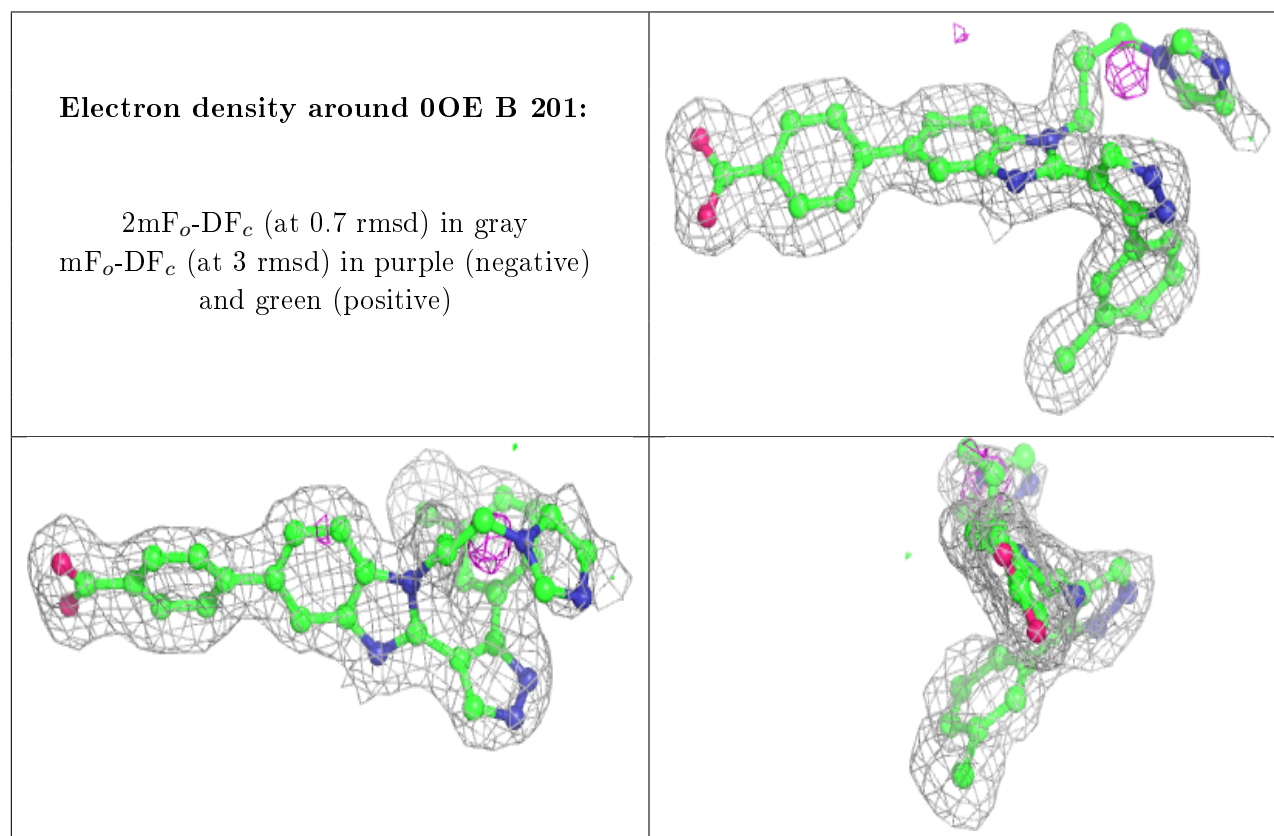 Electron density around 0OE B 201:
2mFₒ-DF𝒸 (at 0.7 rmsd) in gray
mFₒ-DF𝒸 (at 3 rmsd) in purple (negative)
and green (positive)